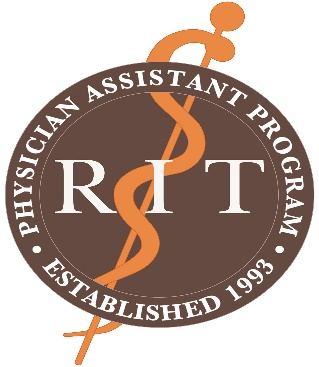 PHYSICIAN ASSISTANT PROGRAM
RIT
• ESTABLISHED 1993 •